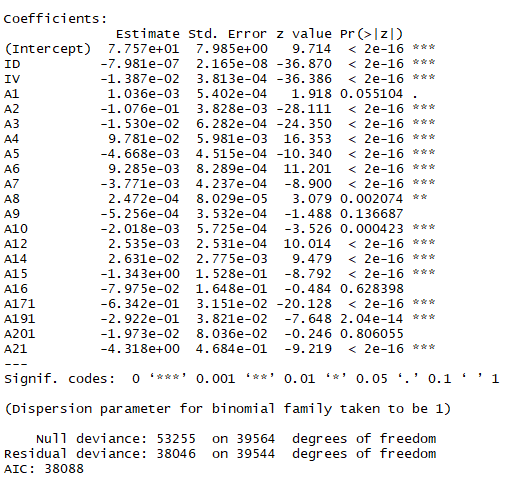 Coefficients:
              Estimate Std. Error z value Pr(>|z|)
(Intercept)  7.757e+01  7.985e+00   9.714  < 2e-16 ***
ID          -7.981e-07  2.165e-08 -36.870  < 2e-16 ***
IV          -1.387e-02  3.813e-04 -36.386  < 2e-16 ***
A1           1.036e-03  5.402e-04   1.918 0.055104 .
A2          -1.076e-01  3.828e-03 -28.111  < 2e-16 ***
A3          -1.530e-02  6.282e-04 -24.350  < 2e-16 ***
A4           9.781e-02  5.981e-03  16.353  < 2e-16 ***
A5          -4.668e-03  4.515e-04 -10.340  < 2e-16 ***
A6           9.285e-03  8.289e-04  11.201  < 2e-16 ***
A7          -3.771e-03  4.237e-04  -8.900  < 2e-16 ***
A8           2.472e-04  8.029e-05   3.079 0.002074 **
A9          -5.256e-04  3.532e-04  -1.488 0.136687
A10         -2.018e-03  5.725e-04  -3.526 0.000423 ***
A12          2.535e-03  2.531e-04  10.014  < 2e-16 ***
A14          2.631e-02  2.775e-03   9.479  < 2e-16 ***
A15         -1.343e+00  1.528e-01  -8.792  < 2e-16 ***
A16         -7.975e-02  1.648e-01  -0.484 0.628398
A171        -6.342e-01  3.151e-02 -20.128  < 2e-16 ***
A191        -2.922e-01  3.821e-02  -7.648 2.04e-14 ***
A201        -1.973e-02  8.036e-02  -0.246 0.806055
A21         -4.318e+00  4.684e-01  -9.219  < 2e-16 ***
---
Signif. codes:  0 ‘***’ 0.001 ‘**’ 0.01 ‘*’ 0.05 ‘.’ 0.1 ‘ ’ 1
(Dispersion parameter for binomial family taken to be 1)
    Null deviance: 53255  on 39564  degrees of freedom
Residual deviance: 38046  on 39544  degrees of freedom
AIC: 38088